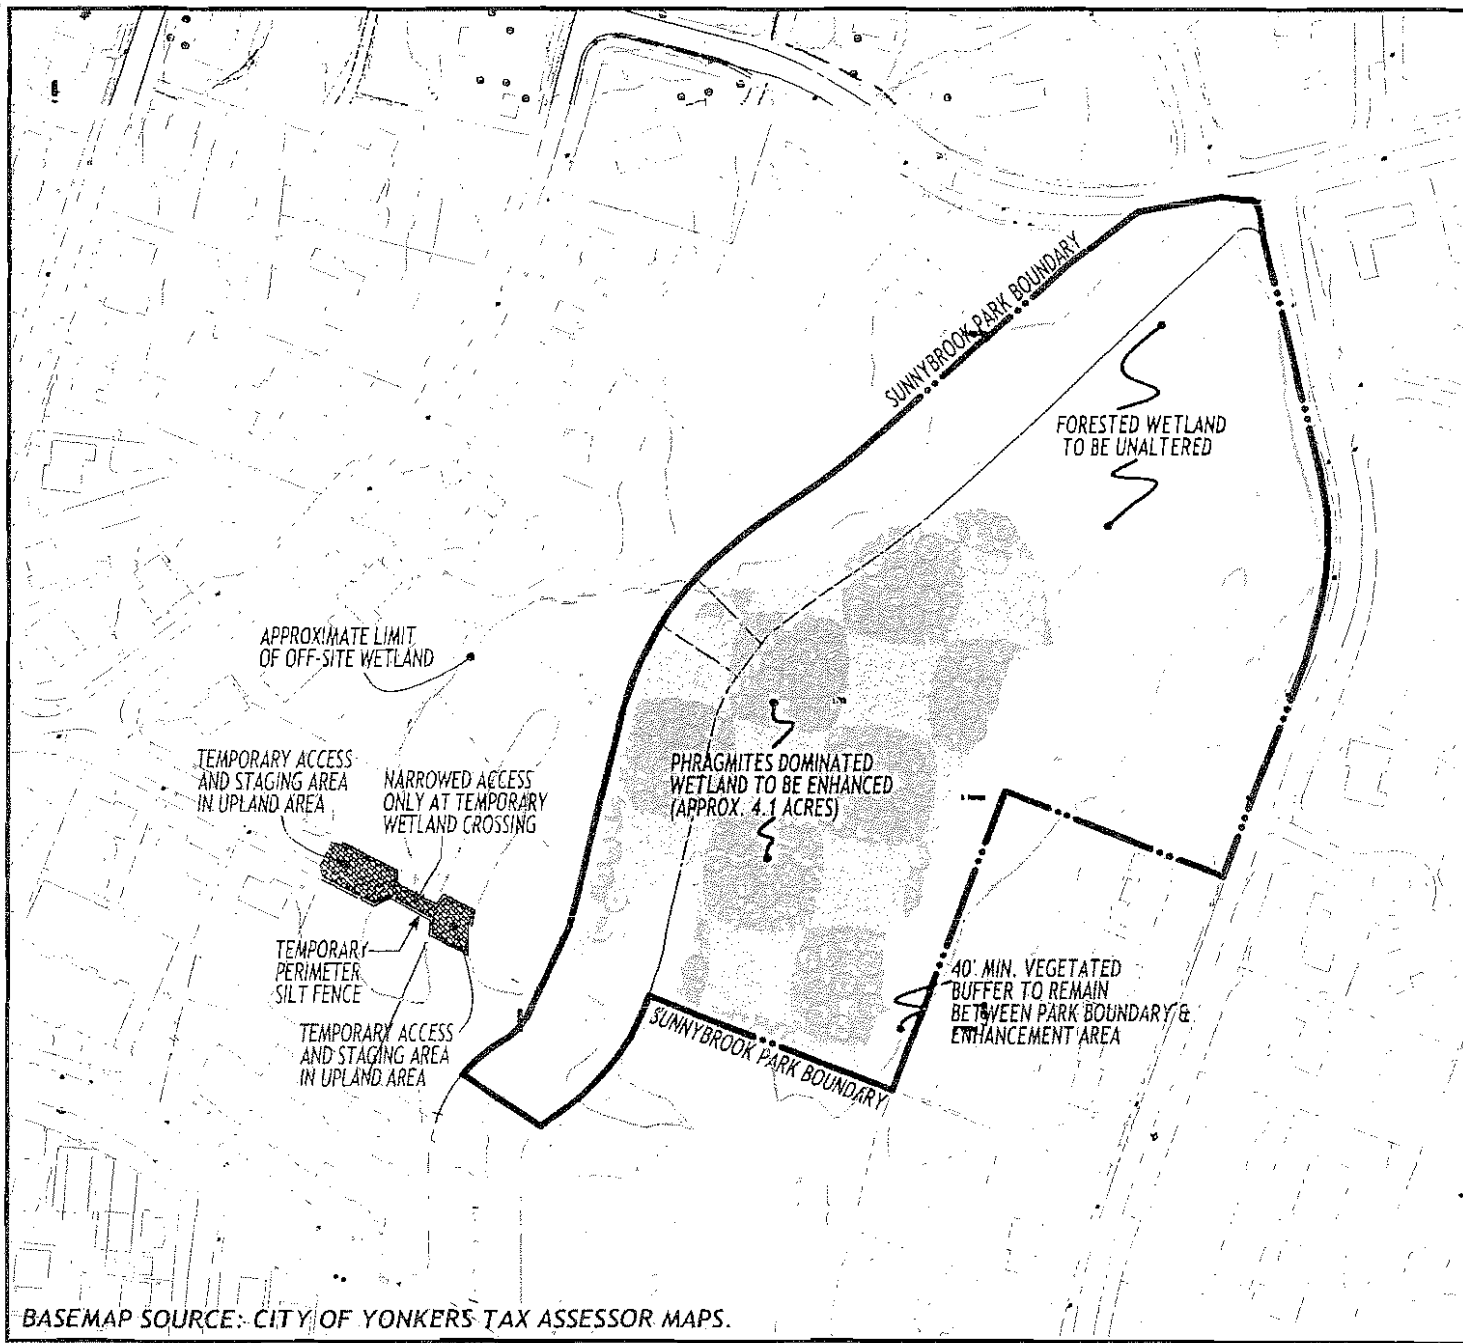 SUNNYBROOK PARK BOUNDARY
FORESTED WETLAND
TO BE UNALTERED
APPROXIMATE LIMIT
OF OFF-SITE WETLAND
TEMPORARY ACCESS
AND STAGING AREA
IN UPLAND AREA
NARROWED ACCESS
ONLY AT TEMPORARY
WETLAND CROSSING
PHRAGMITES DOMINATED
WETLAND TO BE ENHANCED
(APPROX. 4.1 ACRES)
TEMPORARY
PERIMETER
SILT FENCE
TEMPORARY ACCESS
AND STAGING AREA
IN UPLAND AREA
40' MIN. VEGETATED
BUFFER TO REMAIN
BETWEEN PARK BOUNDARY &
ENHANCEMENT AREA
SUNNYBROOK PARK BOUNDARY
BASEMAP SOURCE: CITY OF YONKERS TAX ASSESSOR MAPS.